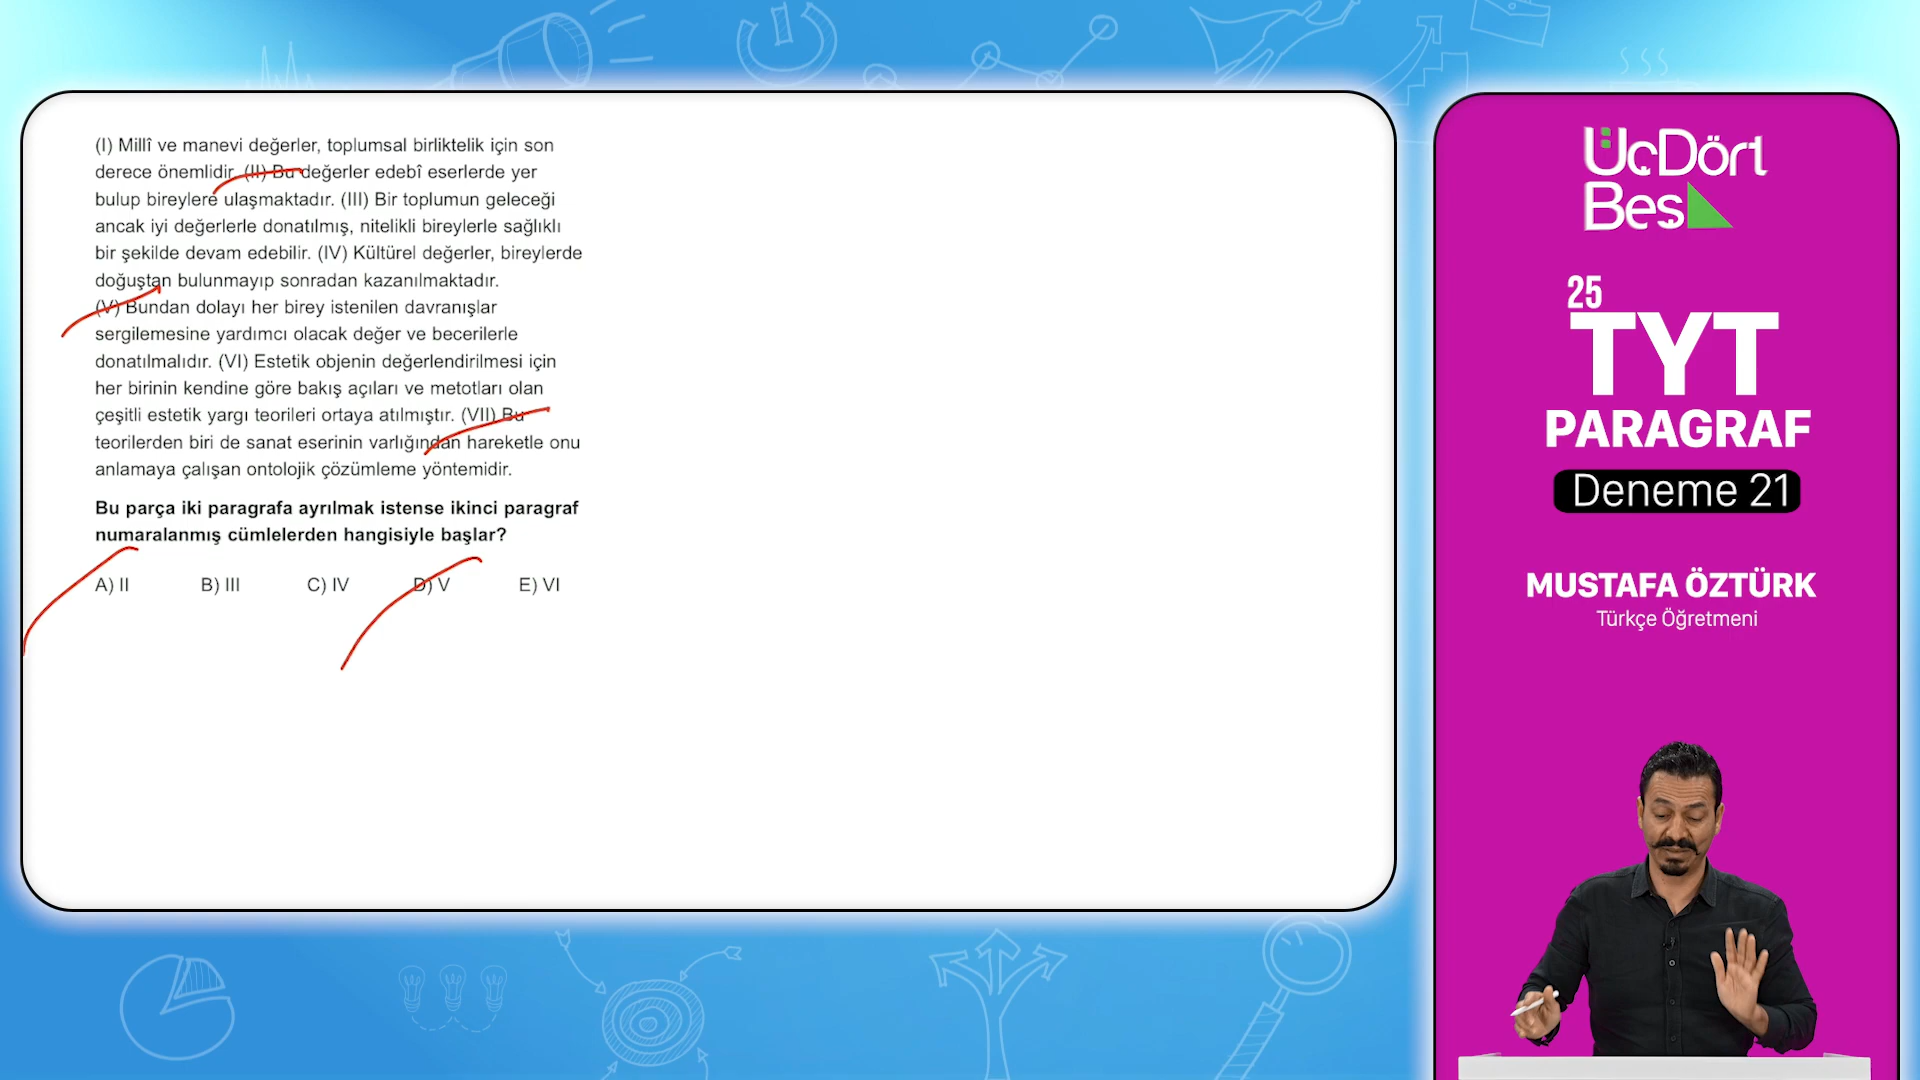 (I) Millî ve manevi değerler, toplumsal birliktelik için son
derece önemlidir. (II) Bu değerler edebî eserlerde yer
bulup bireylere ulaşmaktadır. (III) Bir toplumun geleceği
ancak iyi değerlerle donatılmış, nitelikli bireylerle sağlıklı
bir şekilde devam edebilir. (IV) Kültürel değerler, bireylerde
doğuştan bulunmayıp sonradan kazanılmaktadır.
(V) Bundan dolayı her birey istenilen davranışlar
sergilemesine yardımcı olacak değer ve becerilerle
donatılmalıdır. (VI) Estetik objenin değerlendirilmesi için
her birinin kendine göre bakış açıları ve metotları olan
çeşitli estetik yargı teorileri ortaya atılmıştır. (VII) Bu
teorilerden biri de sanat eserinin varlığından hareketle onu
anlamaya çalışan ontolojik çözümleme yöntemidir.
Bu parça iki paragrafa ayrılmak istense ikinci paragraf
numaralanmış cümlelerden hangisiyle başlar?
A) II B) III C) IV D) V E) VI
ÜçDört
Beş
25
TYT
PARAGRAF
Deneme 21
MUSTAFA ÖZTÜRK
Türkçe Öğretmeni